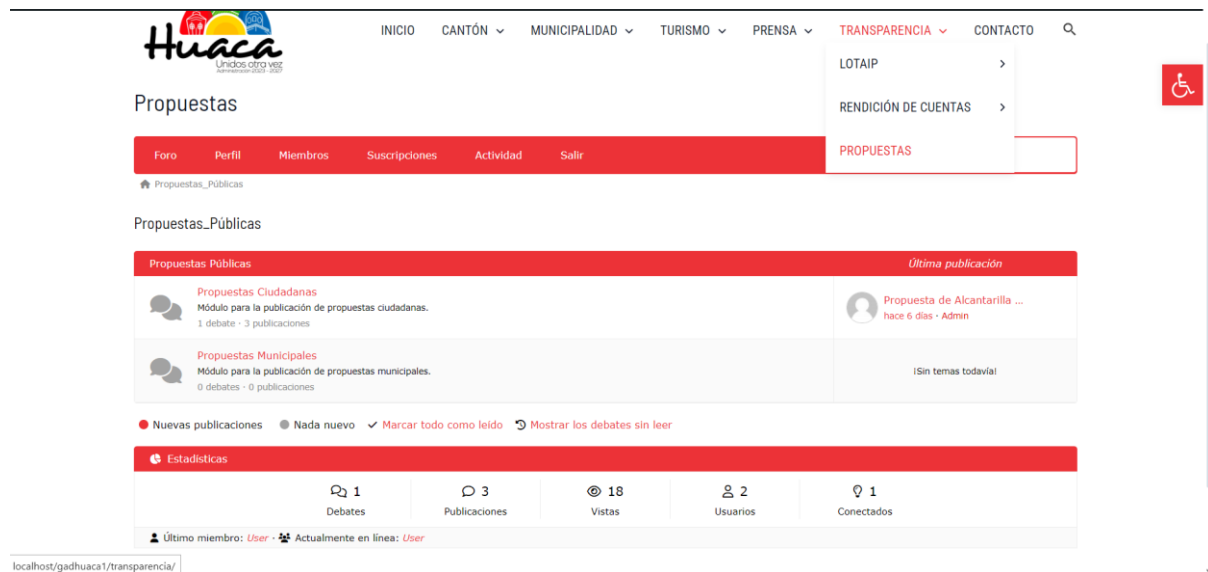 Huaca
Unidos otra vez
Administración 2023 - 2027
INICIO CANTÓN MUNICIPALIDAD TURISMO PRENSA TRANSPARENCIA CONTACTO
LOTAIP
RENDICIÓN DE CUENTAS
PROPUESTAS
Propuestas
Foro Perfil Miembros Suscripciones Actividad Salir
Propuestas_Públicas
Propuestas_Públicas
Propuestas Públicas Última publicación
Propuestas Ciudadanas
Módulo para la publicación de propuestas ciudadanas.
1 debate · 3 publicaciones
Propuesta de Alcantarilla ...
hace 6 días · Admin
Propuestas Municipales
Módulo para la publicación de propuestas municipales.
0 debates · 0 publicaciones
¡Sin temas todavía!
Nuevas publicaciones Nada nuevo Marcar todo como leído Mostrar los debates sin leer
Estadísticas
1 3 18 2 1
Debates Publicaciones Vistas Usuarios Conectados
Último miembro: User · Actualmente en línea: User
localhost/gadhuaca1/transparencia/